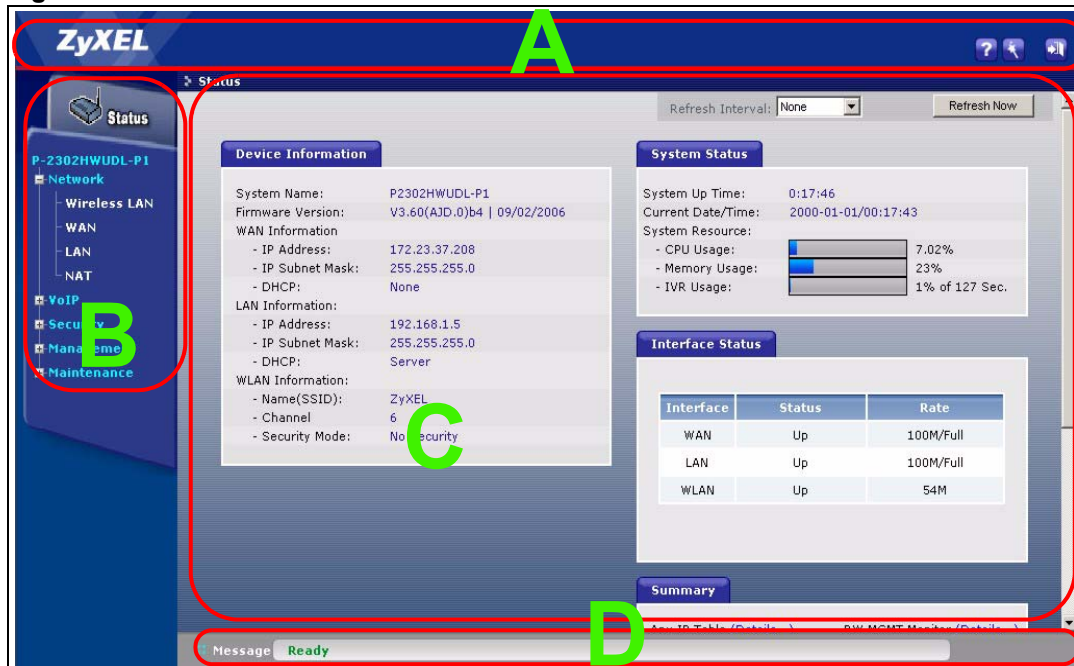 A
ZyXEL
Status
Status
Refresh Interval: None
Refresh Now
P-2302HWUDL-P1
Network
Wireless LAN
WAN
LAN
NAT
VoIP
Security
Maintenance
B
Device Information
System Name: P2302HWUDL-P1
Firmware Version: V3.60(AJD.0)b4 | 09/02/2006
WAN Information
- IP Address: 172.23.37.208
- IP Subnet Mask: 255.255.255.0
- DHCP: None
LAN Information:
- IP Address: 192.168.1.5
- IP Subnet Mask: 255.255.255.0
- DHCP: Server
WLAN Information:
- Name(SSID): ZyXEL
- Channel 6
- Security Mode: No Security
C
System Status
System Up Time: 0:17:46
Current Date/Time: 2000-01-01/00:17:43
System Resource:
- CPU Usage: 7.02%
- Memory Usage: 23%
- IVR Usage: 1% of 127 Sec.
Interface Status
Interface Status Rate
WAN Up 100M/Full
LAN Up 100M/Full
WLAN Up 54M
Summary
D
Message Ready